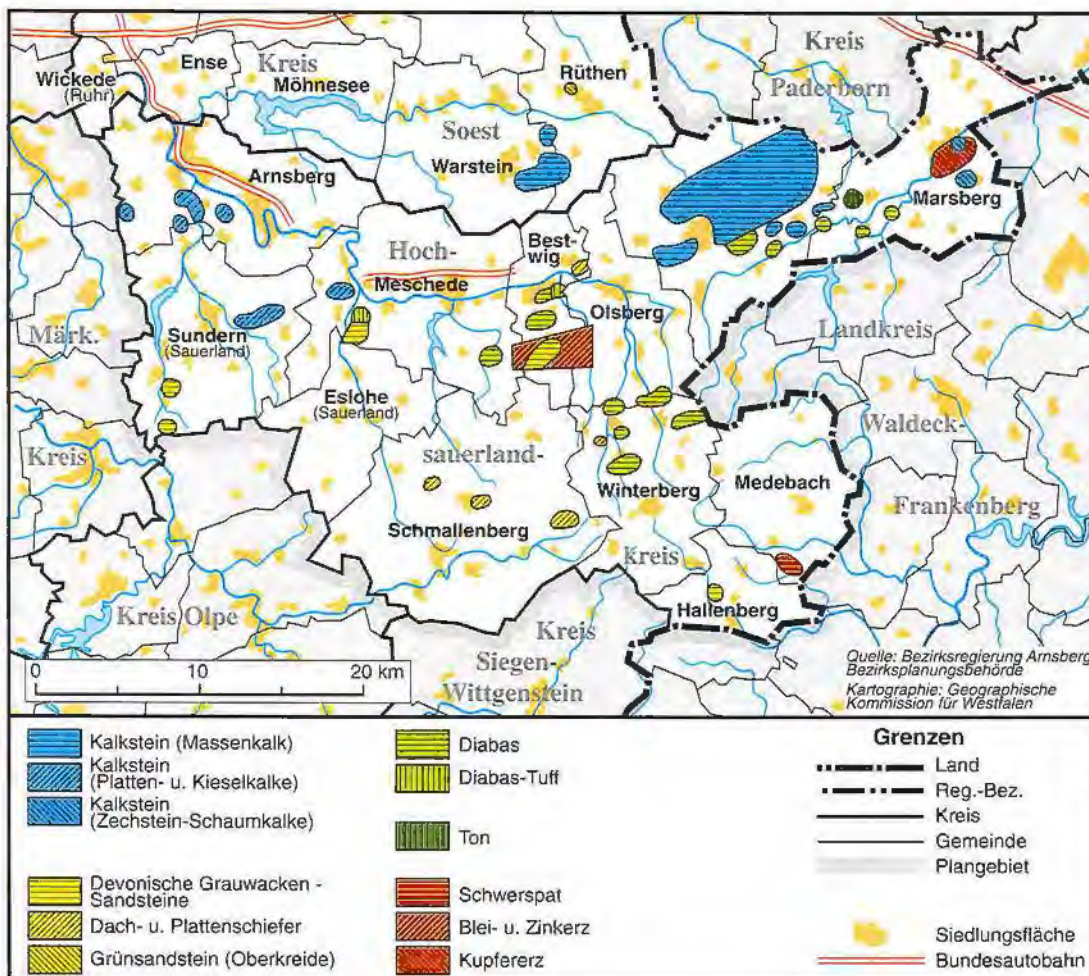 Kreis
Paderborn
Wickede
(Ruhr)
Ense
Kreis
Möhnesee
Rüthen
Soest
Warstein
Arnsberg
Marsberg
Hoch-
Meschede
Best-
wig
Olsberg
Märk.
Sundern
(Sauerland)
Landkreis
Eslohe
(Sauerland)
Kreis
sauerland-
Waldeck-
Winterberg
Medebach
Frankenberg
Schmallenberg
Kreis
Kreis Olpe
Hallenberg
Kreis
Siegen-
Wittgenstein
0 10 20 km
Quelle: Bezirksregierung Arnsberg
Bezirksplanungsbehörde
Kartographie: Geographische
Kommission für Westfalen
Kalkstein (Massenkalk)
Kalkstein
(Platten- u. Kieselkalke)
Kalkstein
(Zechstein-Schaumkalke)
Devonische Grauwacken -
Sandsteine
Dach- u. Plattenschiefer
Grünsandstein (Oberkreide)
Diabas
Diabas-Tuff
Ton
Schwerspat
Blei- u. Zinkerz
Kupfererz
Grenzen
Land
Reg.-Bez.
Kreis
Gemeinde
Plangebiet
Siedlungsfläche
Bundesautobahn